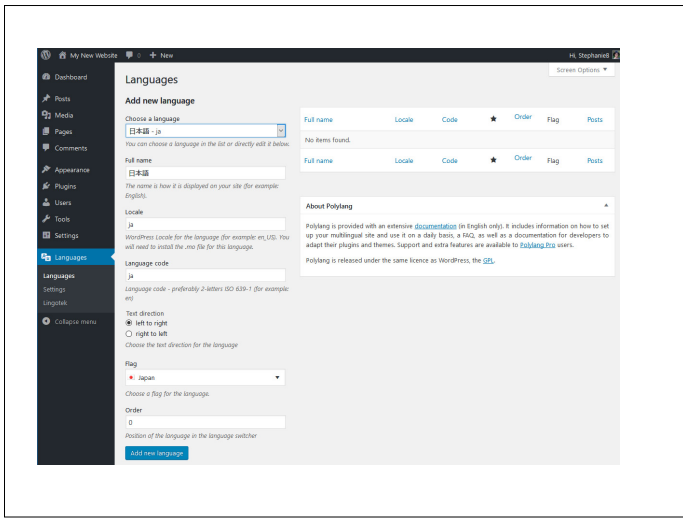 My New Website
0
New
Hi, StephanieB
Screen Options ▼
Dashboard
Posts
Media
Pages
Comments
Appearance
Plugins
Users
Tools
Settings
Languages
Languages
Settings
Lingotek
Collapse menu
Languages
Add new language
Choose a language
日本語 - ja
You can choose a language in the list or directly edit it below.
Full name
日本語
The name is how it is displayed on your site (for example:
English).
Locale
ja
WordPress Locale for the language (for example: en_US). You
will need to install the .mo file for this language.
Language code
ja
Language code - preferably 2-letters ISO 639-1 (for example:
en)
Text direction
left to right
right to left
Choose the text direction for the language
Flag
Japan
Choose a flag for the language.
Order
0
Position of the language in the language switcher
Add new language
Full name Locale Code ★ Order Flag Posts
No items found.
Full name Locale Code ★ Order Flag Posts
About Polylang
Polylang is provided with an extensive documentation (in English only). It includes information on how to set
up your multilingual site and use it on a daily basis, a FAQ, as well as a documentation for developers to
adapt their plugins and themes. Support and extra features are available to Polylang Pro users.
Polylang is released under the same licence as WordPress, the GPL.